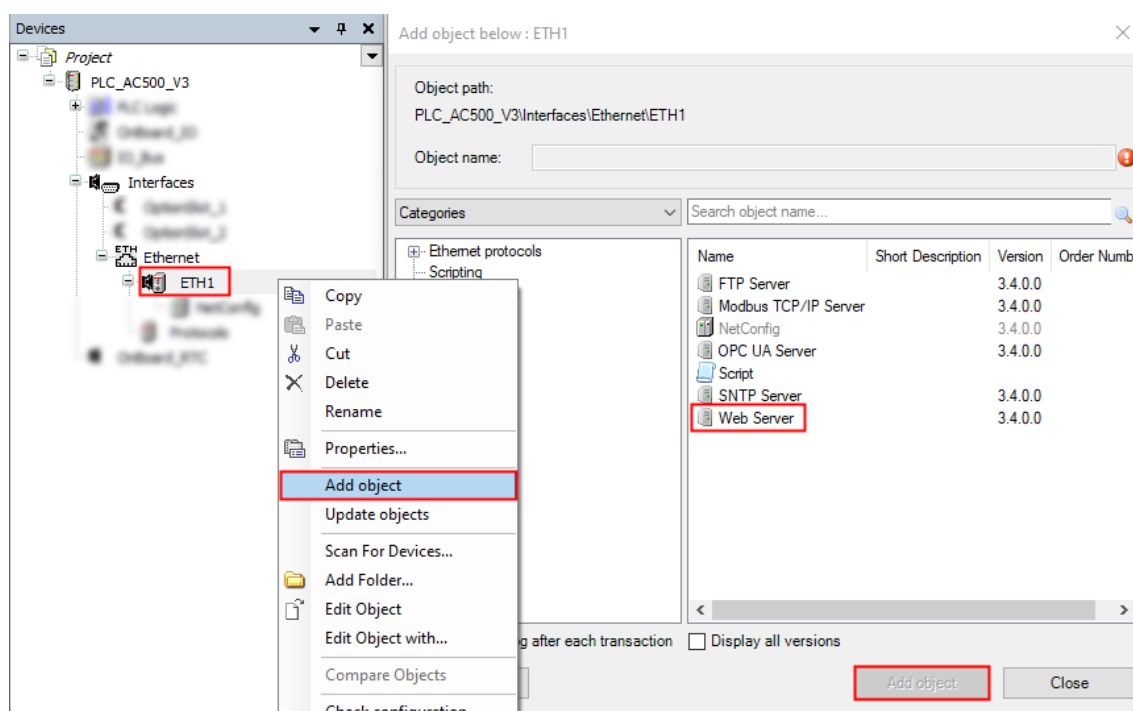 Devices
Project
PLC_AC500_V3
Interfaces
ETH
Ethernet
ETH1
Copy
Paste
Cut
Delete
Rename
Properties...
Add object
Update objects
Scan For Devices...
Add Folder...
Edit Object
Edit Object with...
Compare Objects
Check configuration
Add object below : ETH1
Object path:
PLC_AC500_V3\Interfaces\Ethernet\ETH1
Object name:
Categories
Search object name...
Ethernet protocols
Scripting
Name Short Description Version Order Numb
FTP Server 3.4.0.0
Modbus TCP/IP Server 3.4.0.0
NetConfig 3.4.0.0
OPC UA Server 3.4.0.0
Script
SNTP Server 3.4.0.0
Web Server 3.4.0.0
g after each transaction Display all versions
Add object Close